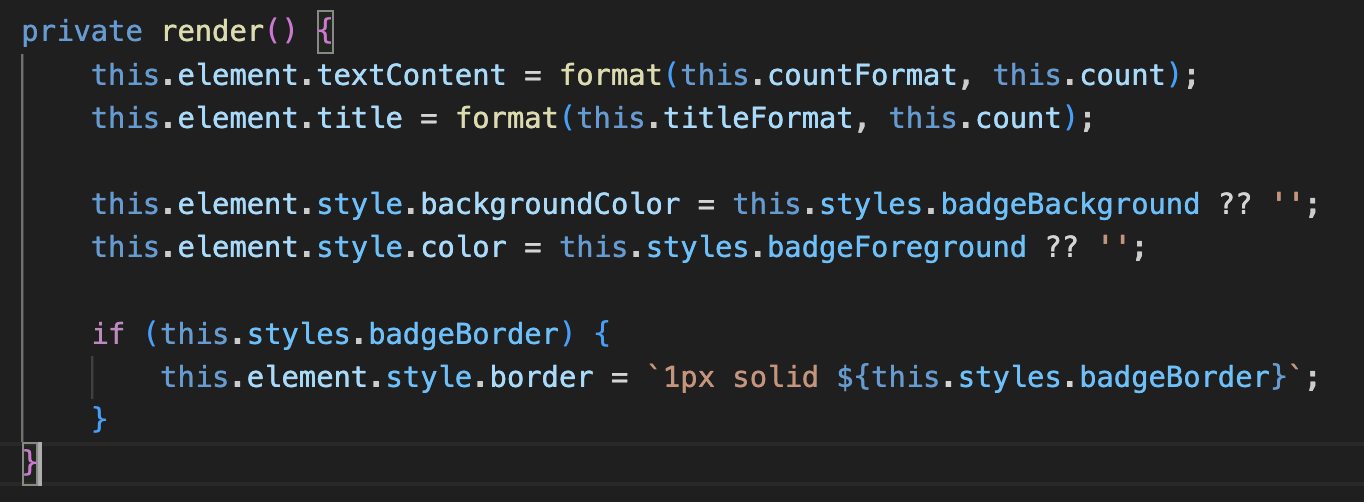 private render() {
    this.element.textContent = format(this.countFormat, this.count);
    this.element.title = format(this.titleFormat, this.count);

    this.element.style.backgroundColor = this.styles.badgeBackground ?? '';
    this.element.style.color = this.styles.badgeForeground ?? '';

    if (this.styles.badgeBorder) {
        this.element.style.border = `1px solid ${this.styles.badgeBorder}`;
    }
}